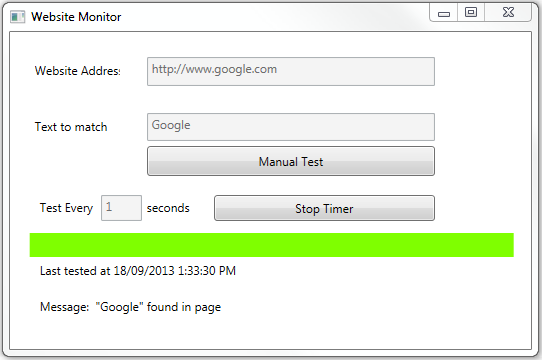 Website Monitor
Website Addres
http://www.google.com
Text to match
Google
Manual Test
Test Every 1 seconds
Stop Timer
Last tested at 18/09/2013 1:33:30 PM
Message: "Google" found in page